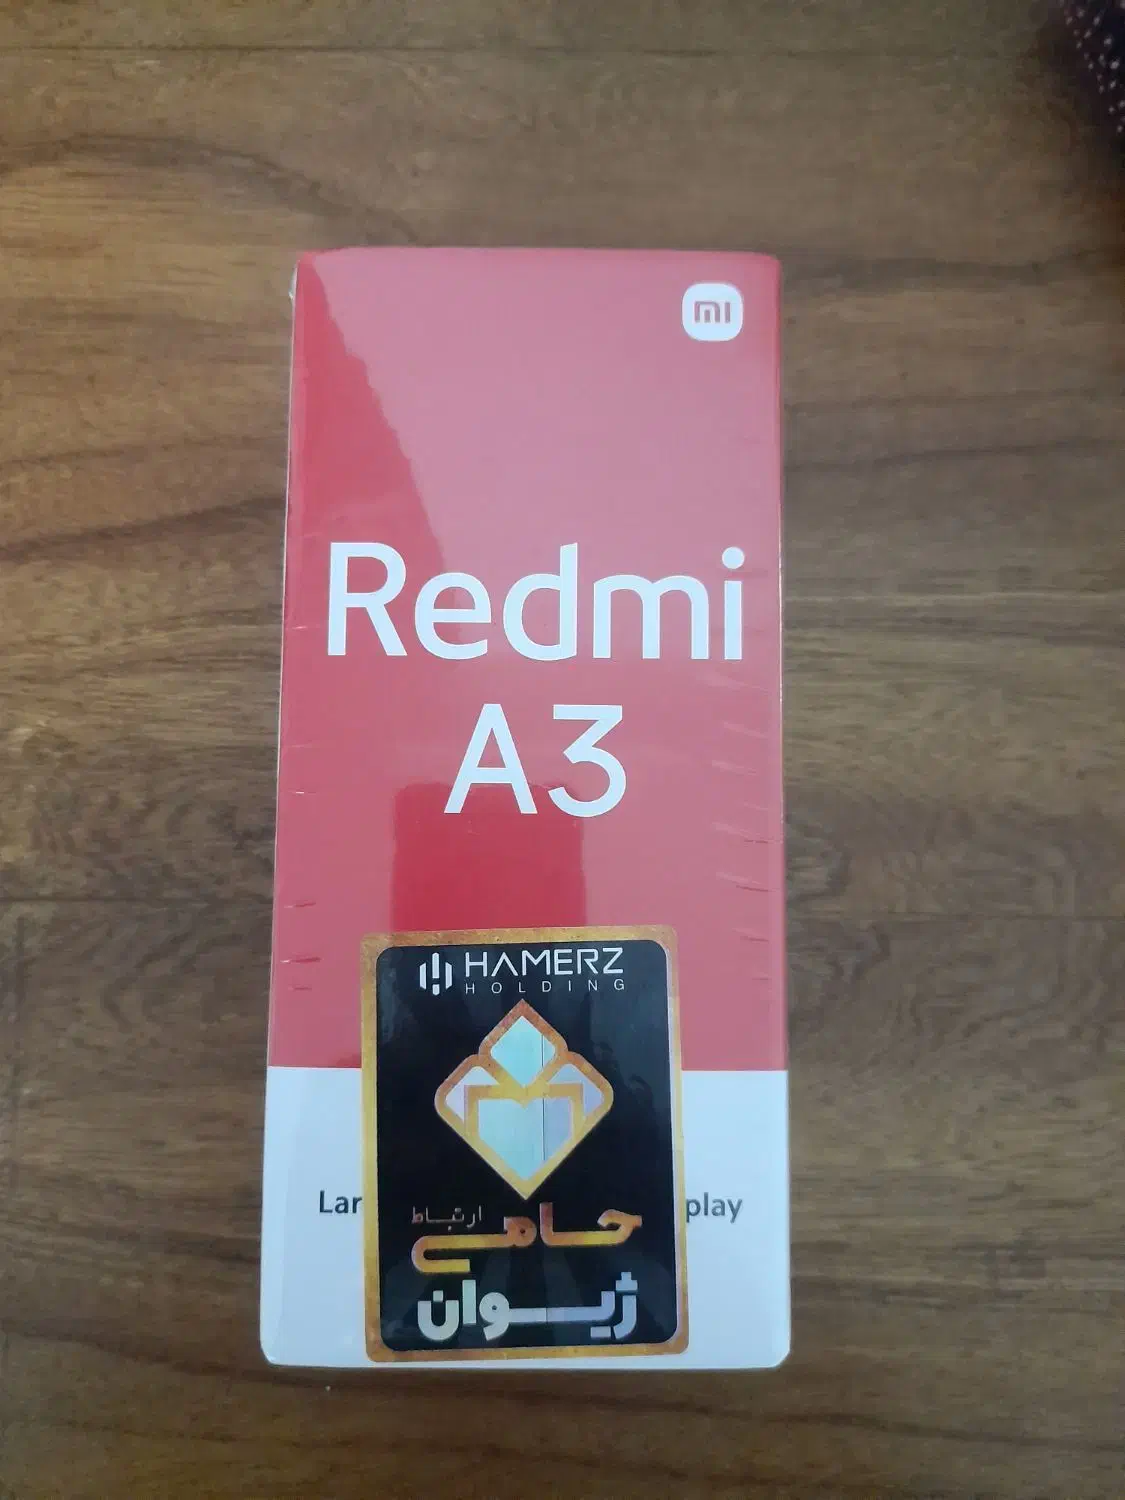 mi
Redmi
A3
HAMERZ
HOLDING
Lar
play
حامی ارتباط
ژیوان